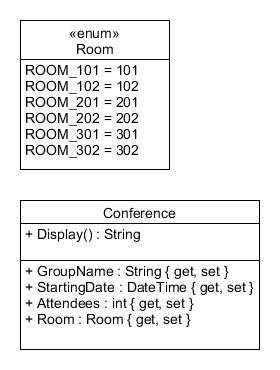 «enum»
Room
ROOM_101 = 101
ROOM_102 = 102
ROOM_201 = 201
ROOM_202 = 202
ROOM_301 = 301
ROOM_302 = 302
Conference
+ Display() : String
+ GroupName : String { get, set }
+ StartingDate : DateTime { get, set }
+ Attendees : int { get, set }
+ Room : Room { get, set }